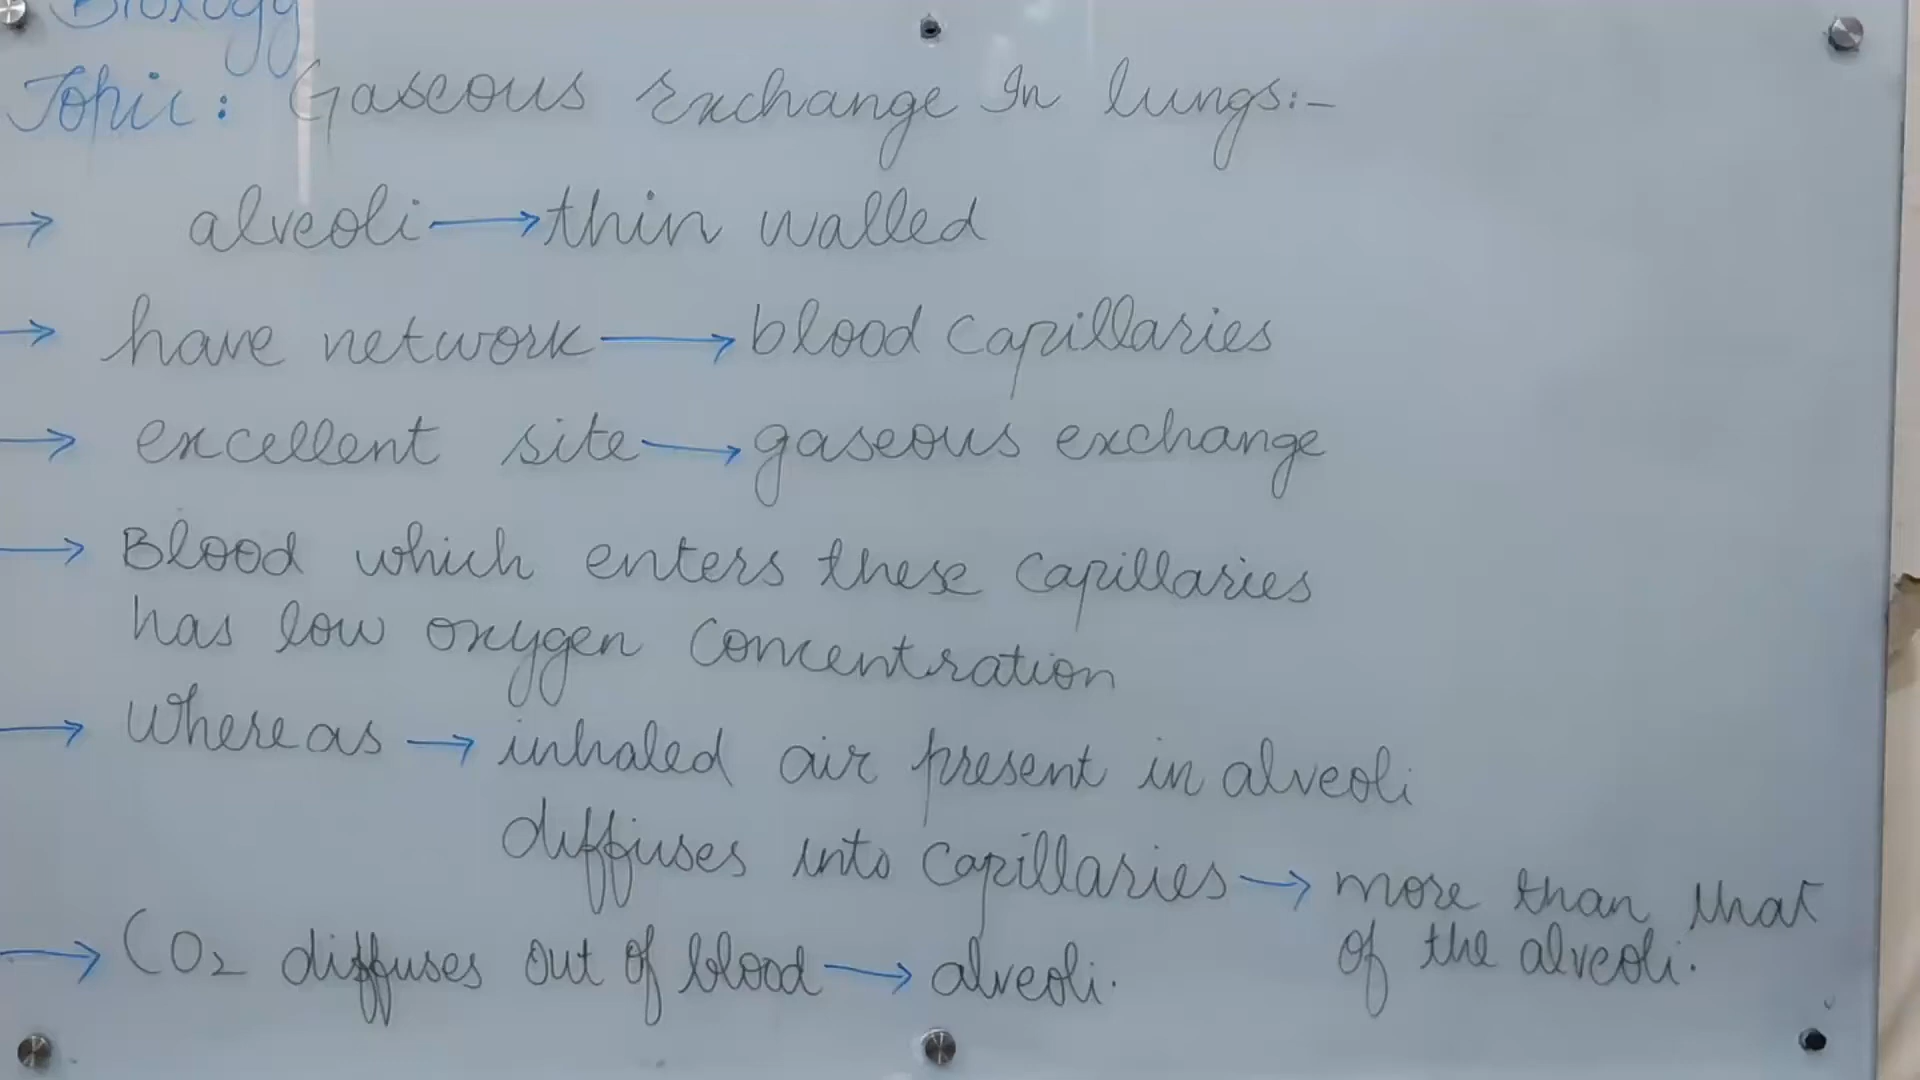 Biology
Topic: Gaseous Exchange In lungs:-
→ alveoli → thin walled
→ have network → blood capillaries
→ excellent site → gaseous exchange
→ Blood which enters these capillaries
has low oxygen concentration
→ Whereas → inhaled air present in alveoli
diffuses into capillaries → more than that
of the alveoli.
→ CO2 diffuses out of blood → alveoli.